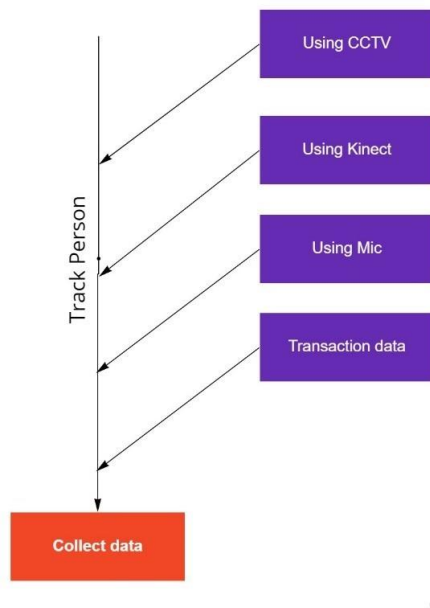 Using CCTV
Using Kinect
Track Person
Using Mic
Transaction data
Collect data